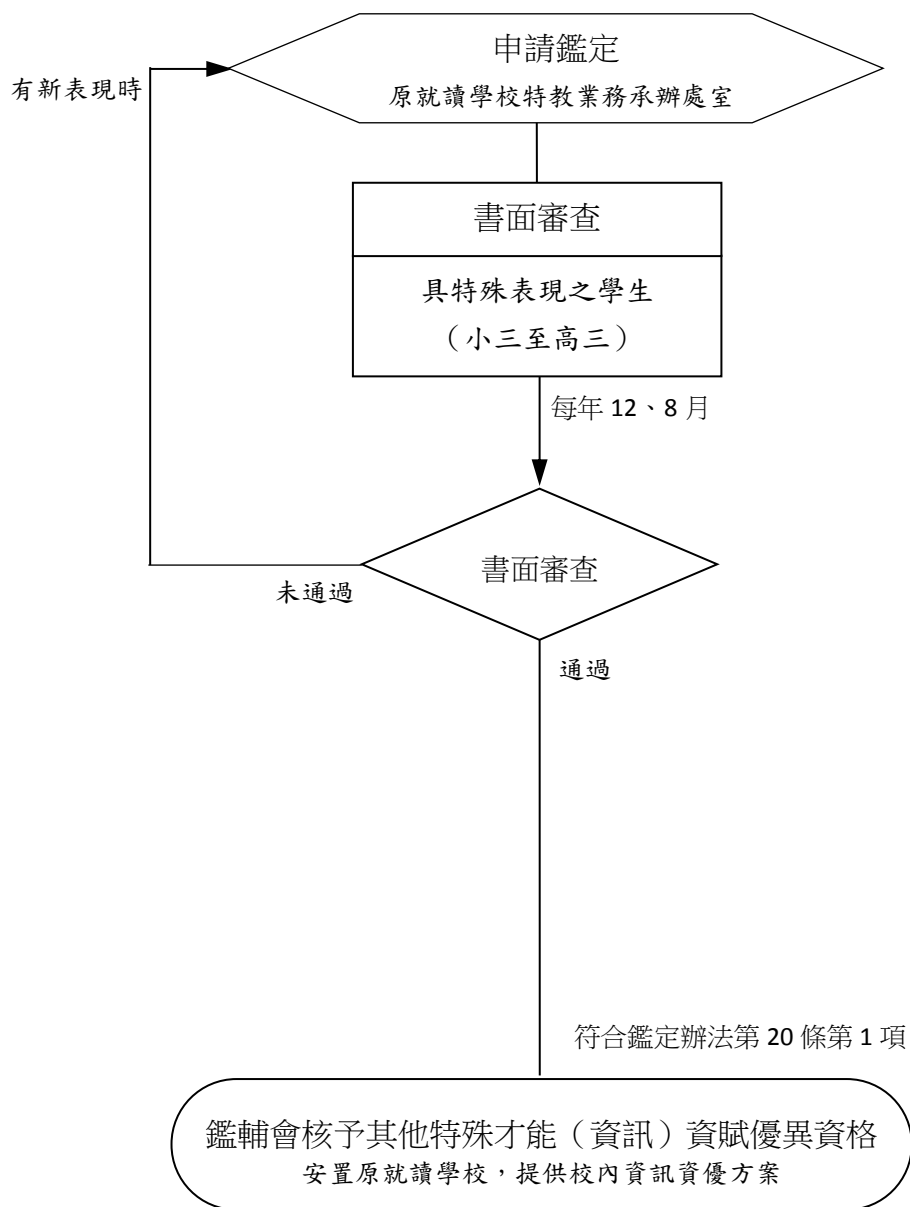 申請鑑定
有新表現時
原就讀學校特教業務承辦處室
書面審查
具特殊表現之學生
（小三至高三）
每年 12、8 月
書面審查
未通過
通過
符合鑑定辦法第 20 條第 1 項
鑑輔會核予其他特殊才能（資訊）資賦優異資格
安置原就讀學校，提供校內資訊資優方案